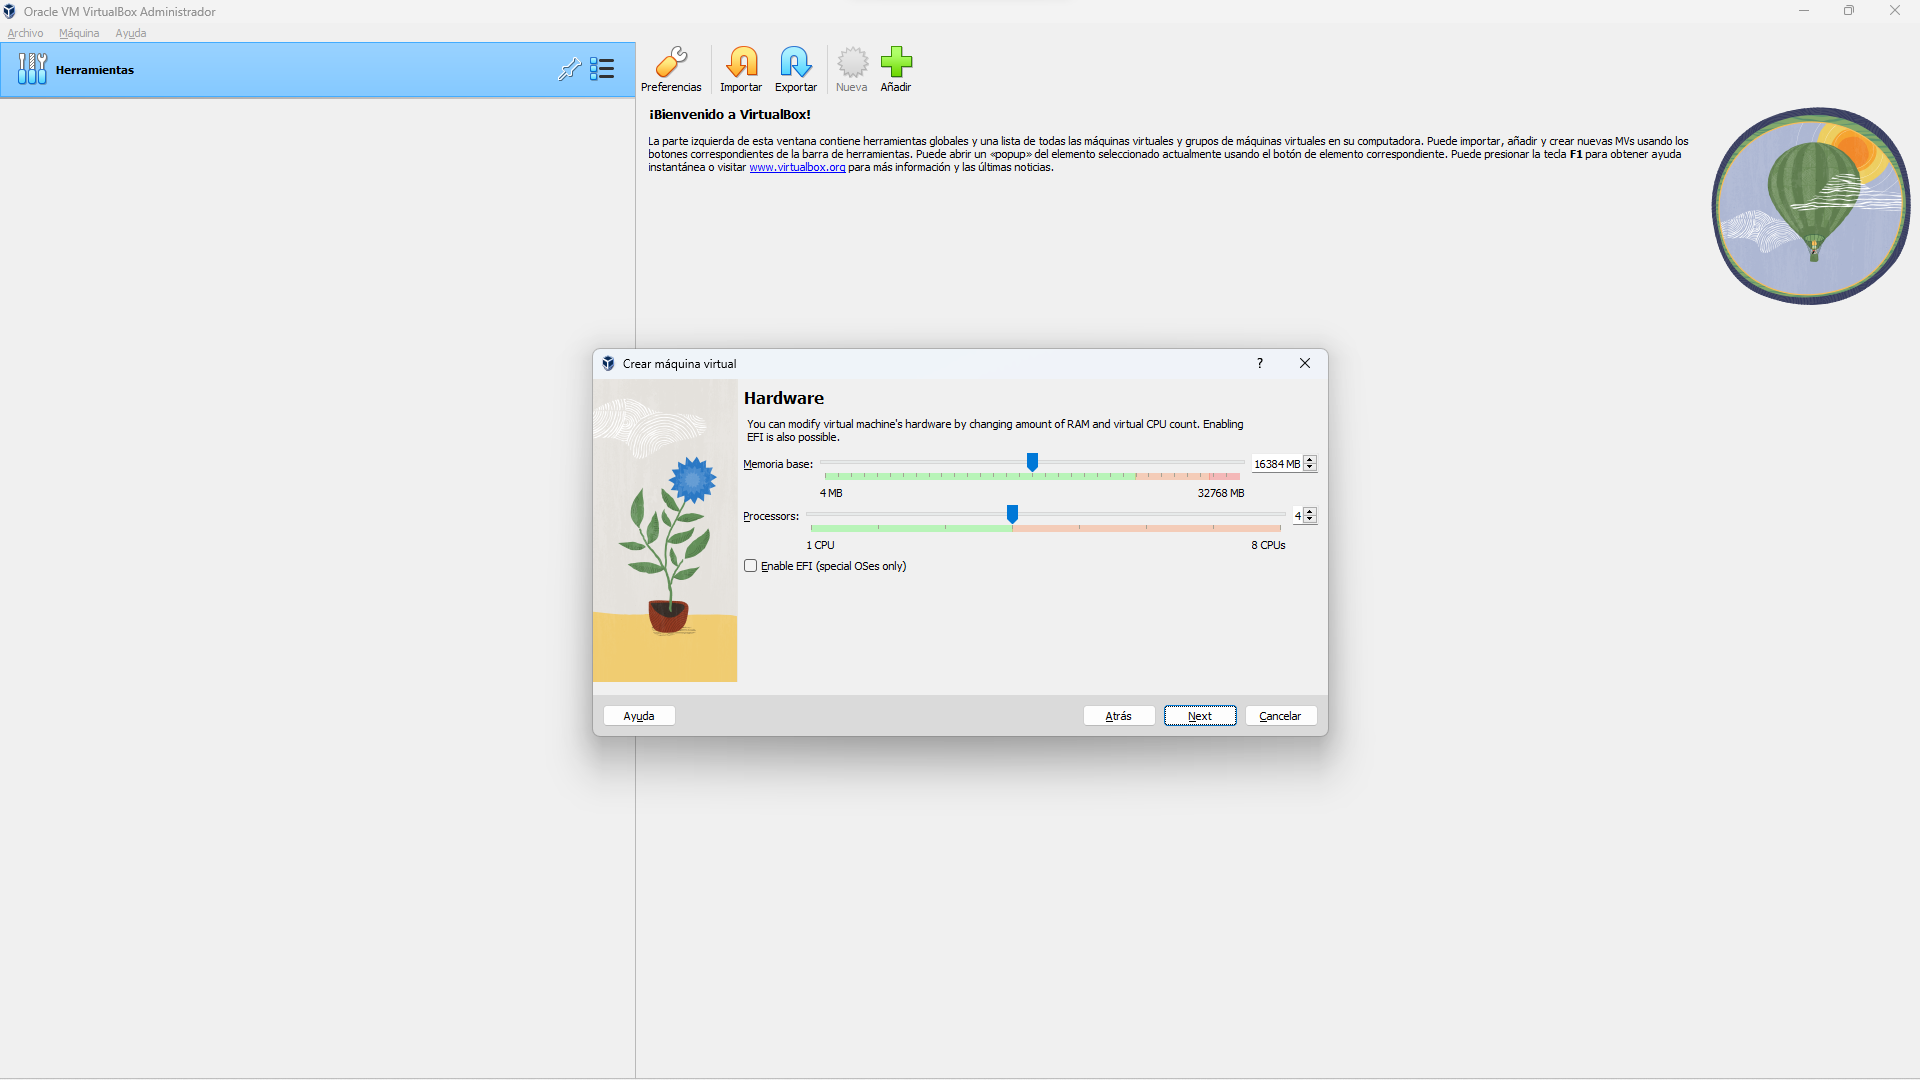 Oracle VM VirtualBox Administrador
Archivo Máquina Ayuda
Herramientas
Preferencias Importar Exportar Nueva Añadir
¡Bienvenido a VirtualBox!
La parte izquierda de esta ventana contiene herramientas globales y una lista de todas las máquinas virtuales y grupos de máquinas virtuales en su computadora. Puede importar, añadir y crear nuevas MVs usando los
botones correspondientes de la barra de herramientas. Puede abrir un «popup» del elemento seleccionado actualmente usando el botón de elemento correspondiente. Puede presionar la tecla F1 para obtener ayuda
instantánea o visitar www.virtualbox.org para más información y las últimas noticias.
Crear máquina virtual ?
Hardware
You can modify virtual machine's hardware by changing amount of RAM and virtual CPU count. Enabling
EFI is also possible.
Memoria base: 16384 MB
4 MB 32768 MB
Processors: 4
1 CPU 8 CPUs
Enable EFI (special OSes only)
Ayuda Atrás Next Cancelar